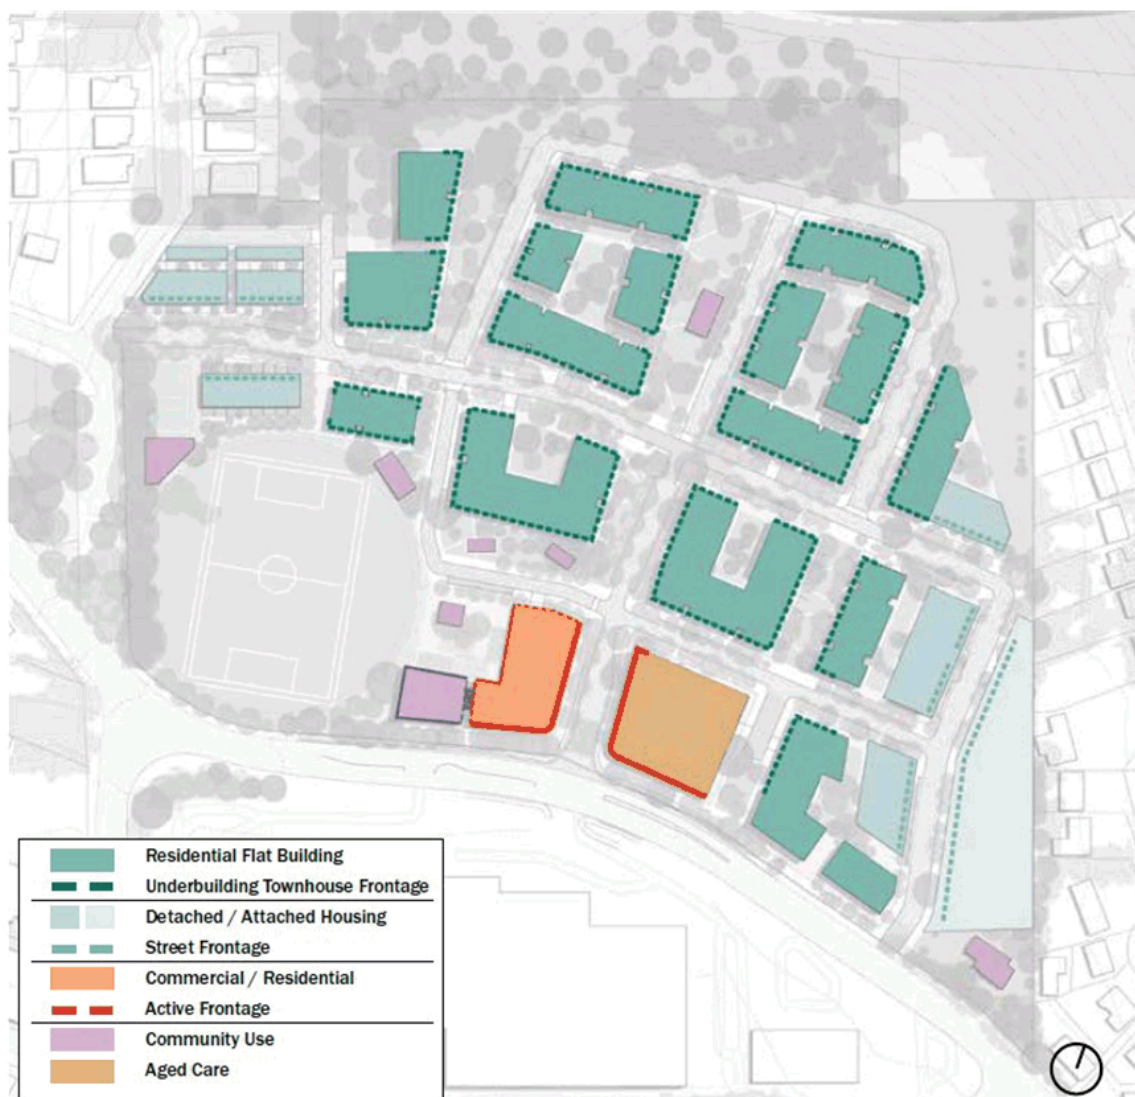 Residential Flat Building
Underbuilding Townhouse Frontage
Detached / Attached Housing
Street Frontage
Commercial / Residential
Active Frontage
Community Use
Aged Care